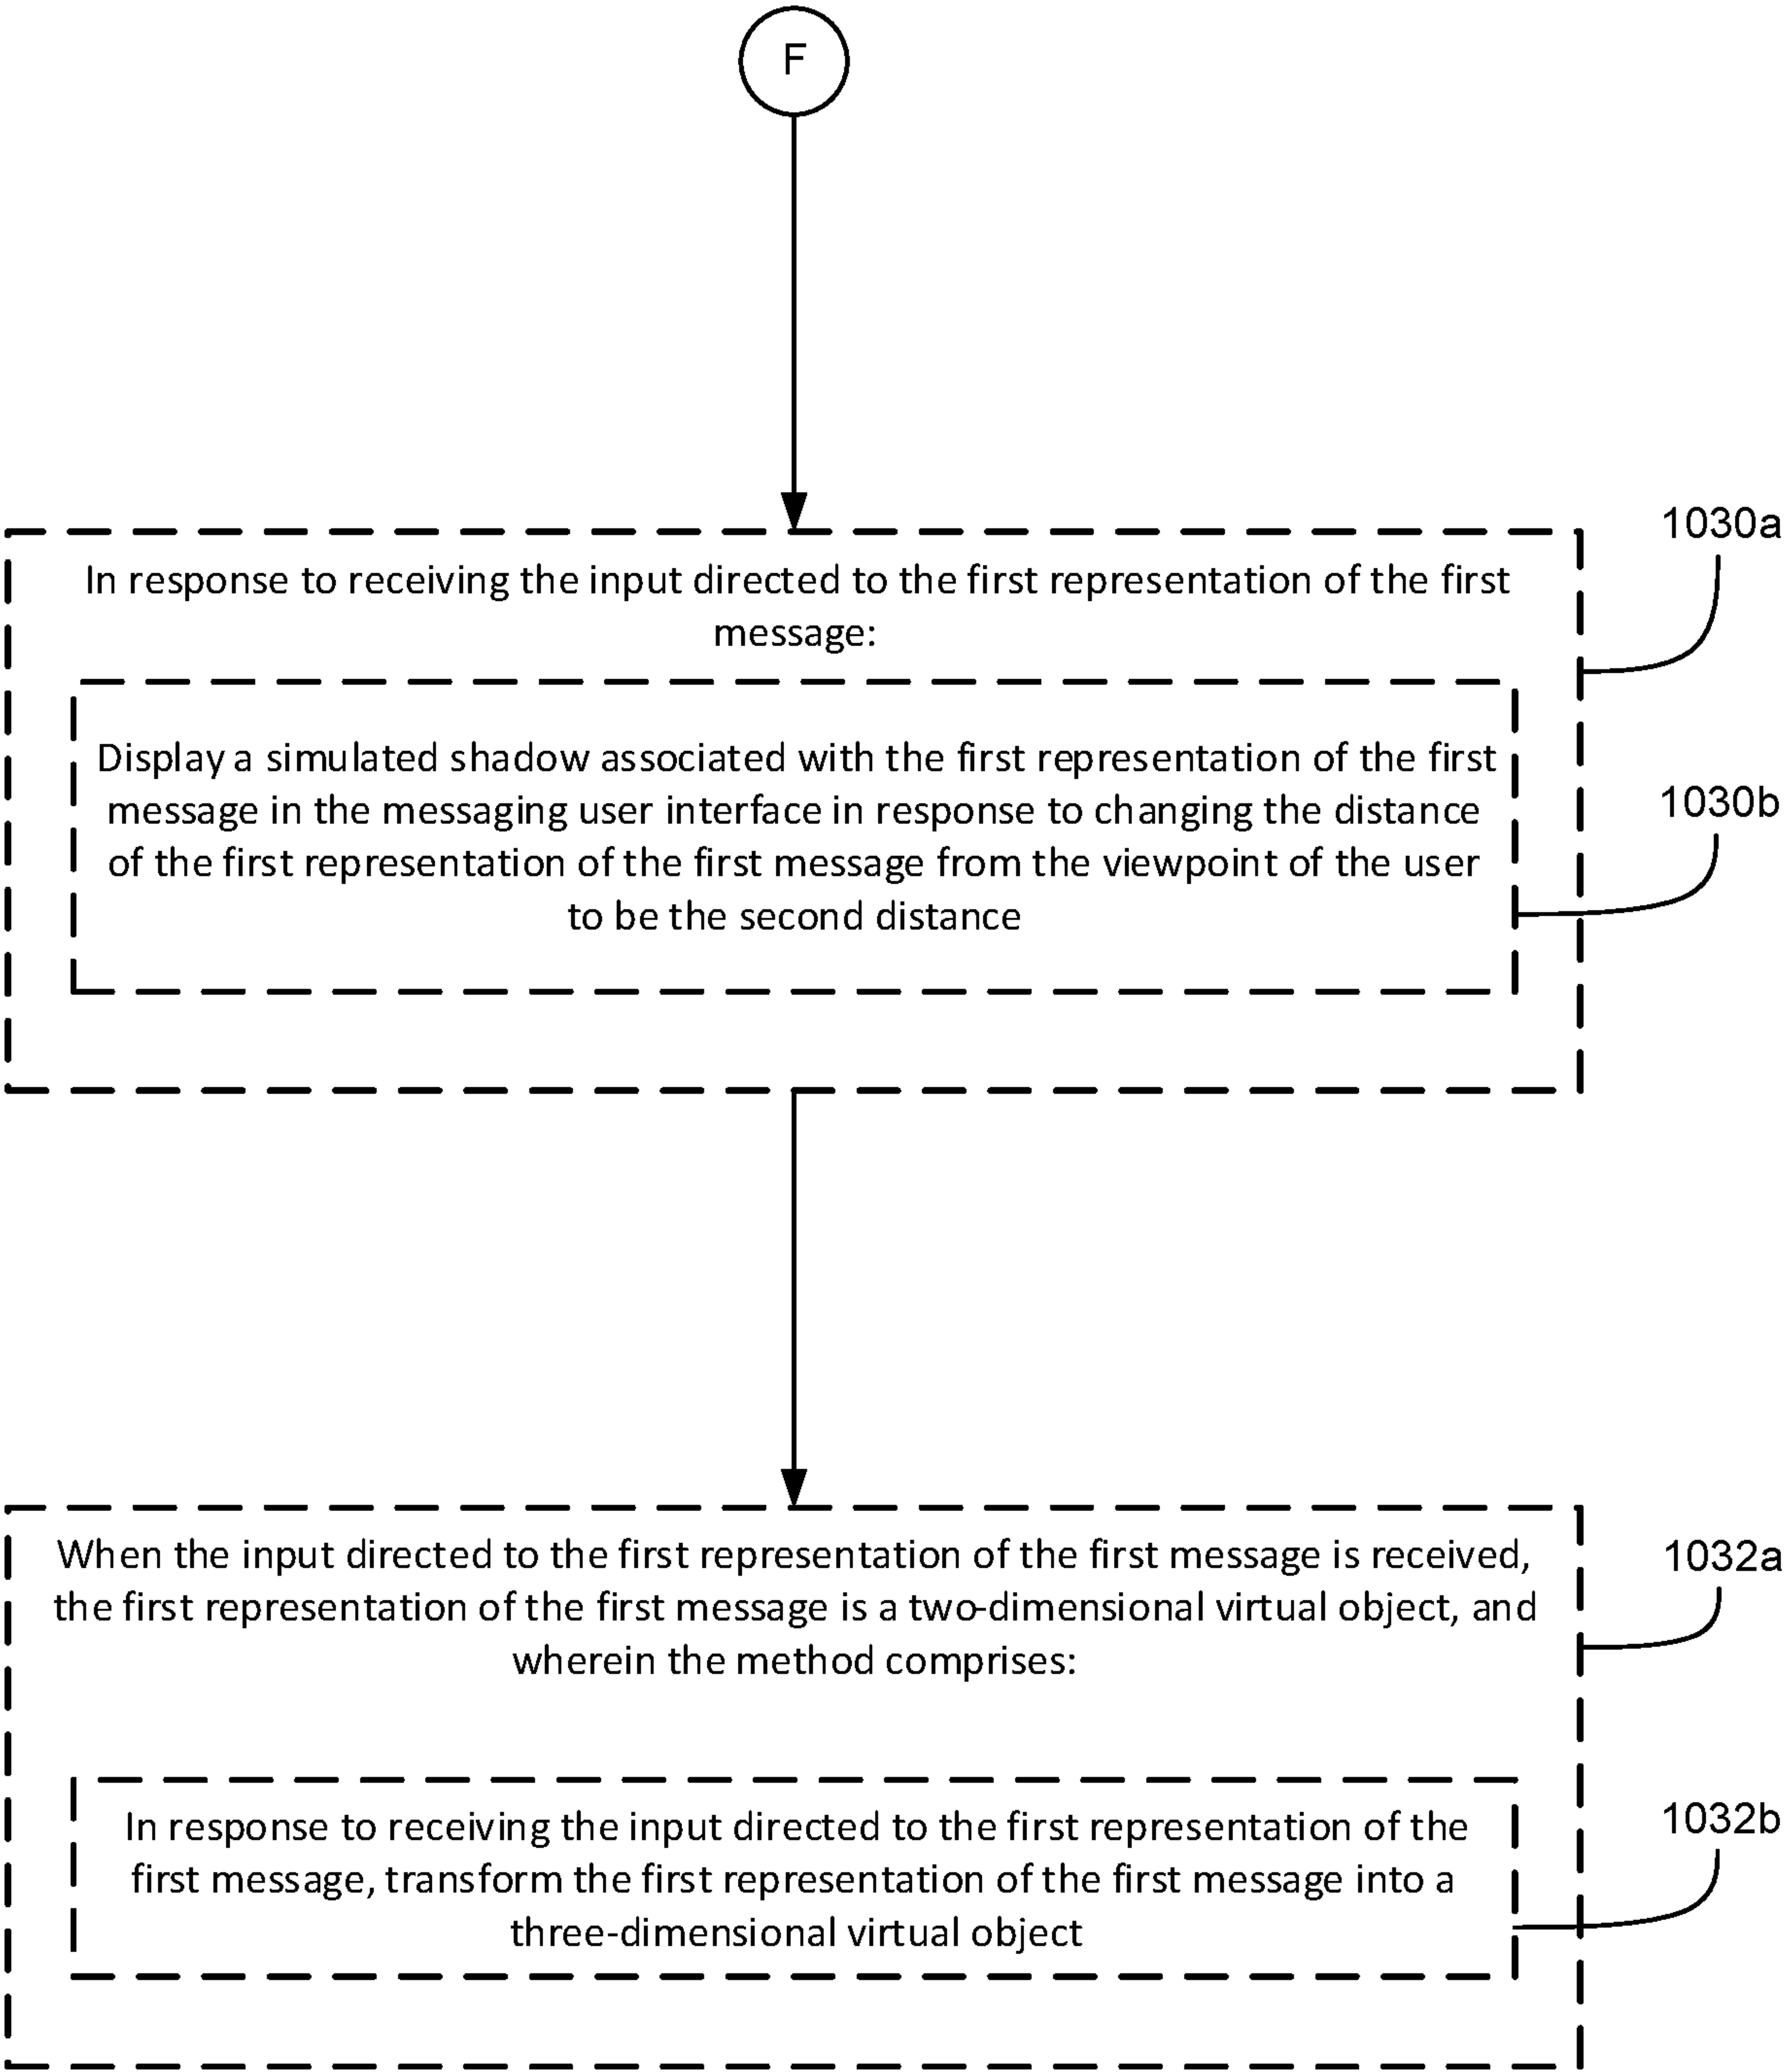 F
1030a
In response to receiving the input directed to the first representation of the first
message:
Display a simulated shadow associated with the first representation of the first
message in the messaging user interface in response to changing the distance
of the first representation of the first message from the viewpoint of the user
to be the second distance
1030b
When the input directed to the first representation of the first message is received,
the first representation of the first message is a two-dimensional virtual object, and
wherein the method comprises:
1032a
In response to receiving the input directed to the first representation of the
first message, transform the first representation of the first message into a
three-dimensional virtual object
1032b